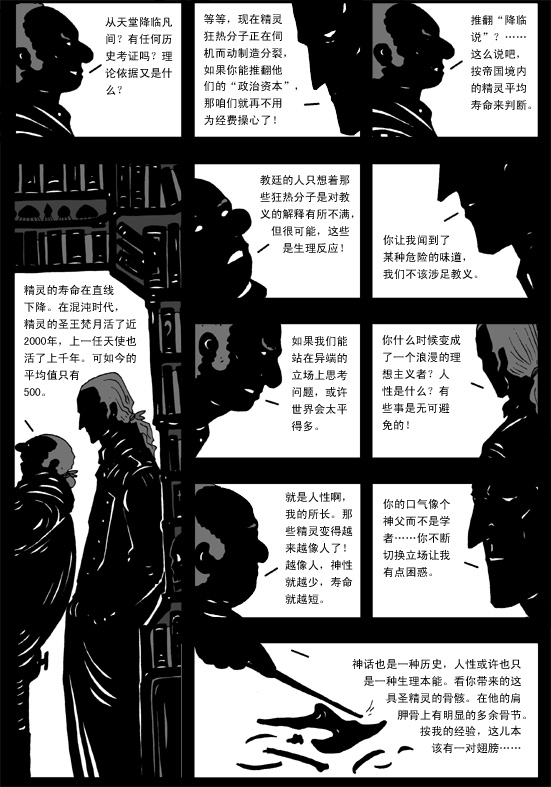 从天堂降临凡
间？有任何历
史考证吗？理
论依据又是什
么？
等等，现在精灵
狂热分子正在伺
机而动制造分裂，
如果你能推翻他
们的“政治资本”，
那咱们就再不用
为经费操心了！
推翻“降临
说”？……
这么说吧，
按帝国境内
的精灵平均
寿命来判断。
精灵的寿命在直线
下降。在混沌时代，
精灵的圣王梵月活了近
2000年，上一任天使也
活了上千年。可如今的
平均值只有
500。
教廷的人只想着那
些狂热分子是对教
义的解释有所不满，
但很可能，这些
是生理反应！
你让我闻到了
某种危险的味道，
我们不该涉足教义。
如果我们能
站在异端的
立场上思考
问题，或许
世界会太平
得多。
你什么时候变成
了一个浪漫的理
想主义者？人
性是什么？有
些事是无可避
免的！
就是人性啊，
我的所长。那
些精灵变得越
来越像人了！
越像人，神性
就越少，寿命
就越短。
你的口气像个
神父而不是学
者……你不断
切换立场让我
有点困惑。
神话也是一种历史，人性或许也只
是一种生理本能。看你带来的这
具圣精灵的骨骸。在他的肩
胛骨上有明显的多余骨节。
按我的经验，这儿本
该有一对翅膀……